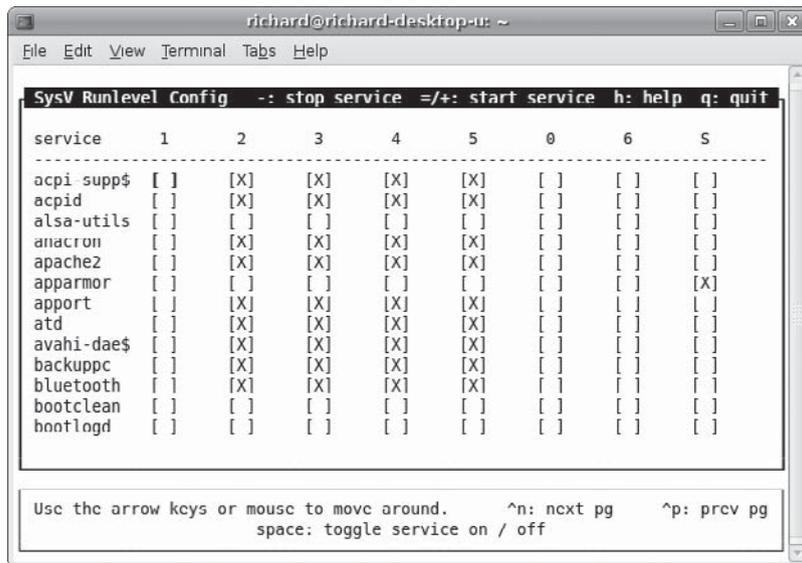 richard@richard-desktop-u: ~
File Edit View Terminal Tabs Help
SysV Runlevel Config -: stop service =/+: start service h: help q: quit
service 1 2 3 4 5 0 6 S
--------------------------------------------------------------------------
acpi-supp$ [ ] [X] [X] [X] [X] [ ] [ ] [ ]
acpid [ ] [X] [X] [X] [X] [ ] [ ] [ ]
alsa-utils [ ] [ ] [ ] [ ] [ ] [ ] [ ] [ ]
anacron [ ] [X] [X] [X] [X] [ ] [ ] [ ]
apache2 [ ] [X] [X] [X] [X] [ ] [ ] [ ]
apparmor [ ] [ ] [ ] [ ] [ ] [ ] [ ] [X]
apport [ ] [X] [X] [X] [X] [ ] [ ] [ ]
atd [ ] [X] [X] [X] [X] [ ] [ ] [ ]
avahi-dae$ [ ] [X] [X] [X] [X] [ ] [ ] [ ]
backuppc [ ] [X] [X] [X] [X] [ ] [ ] [ ]
bluetooth [ ] [X] [X] [X] [X] [ ] [ ] [ ]
bootclean [ ] [ ] [ ] [ ] [ ] [ ] [ ] [ ]
bootlogd [ ] [ ] [ ] [ ] [ ] [ ] [ ] [ ]
Use the arrow keys or mouse to move around. ^n: next pg ^p: prev pg
space: toggle service on / off